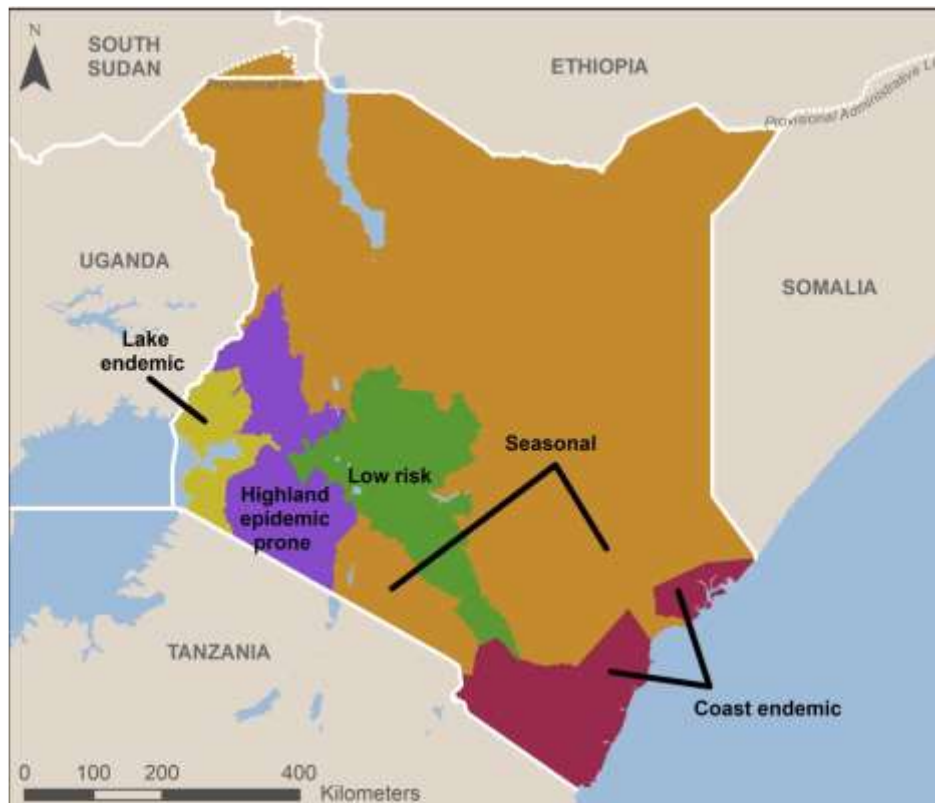 N
SOUTH
SUDAN
ETHIOPIA
Provisional Administrative Li
UGANDA
SOMALIA
Lake
endemic
Seasonal
Low risk
Highland
epidemic
prone
TANZANIA
Coast endemic
0 100 200 400
Kilometers